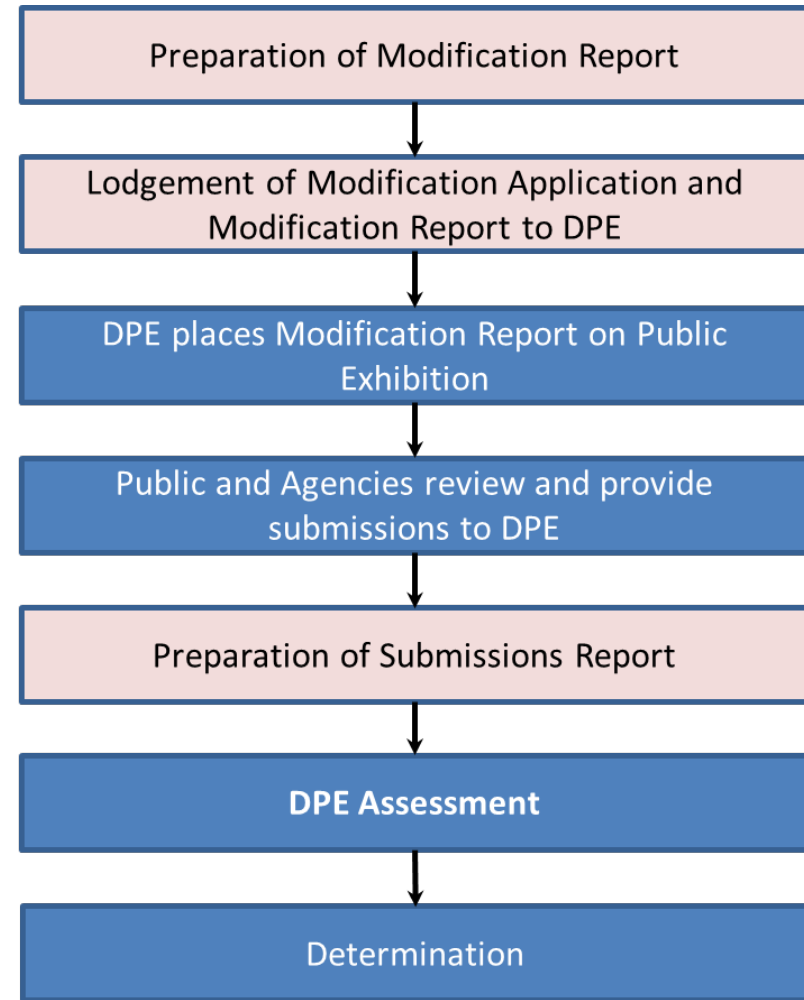 Preparation of Modification Report
Lodgement of Modification Application and
Modification Report to DPE
DPE places Modification Report on Public
Exhibition
Public and Agencies review and provide
submissions to DPE
Preparation of Submissions Report
DPE Assessment
Determination